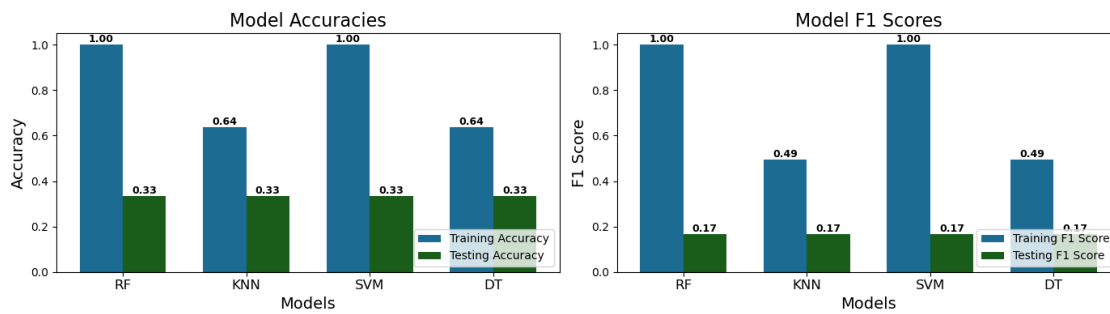 Model Accuracies
1.00
1.00
1.0
0.8
0.64
0.64
0.6
Accuracy
0.4
0.33
0.33
0.33
0.33
0.2
Training Accuracy
Testing Accuracy
0.0
RF
KNN
SVM
DT
Models
Model F1 Scores
1.00
1.00
1.0
0.8
0.6
F1 Score
0.49
0.49
0.4
0.2
0.17
0.17
0.17
0.17
Training F1 Score
Testing F1 Score
0.0
RF
KNN
SVM
DT
Models